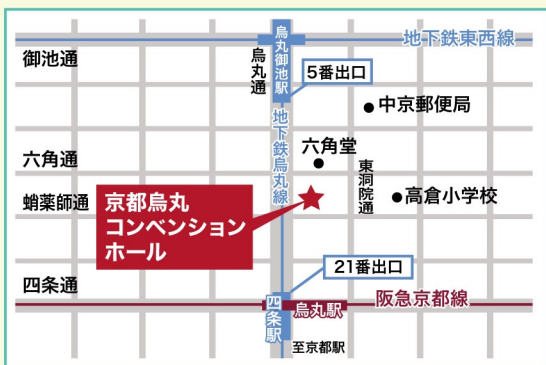 地下鉄東西線
御池通
烏丸御池駅
烏丸通
5番出口
中京郵便局
地下鉄烏丸線
六角堂
六角通
東洞院通
蛸薬師通
高倉小学校
京都烏丸
コンベンション
ホール
21番出口
四条通
阪急京都線
烏丸駅
四条駅
至京都駅